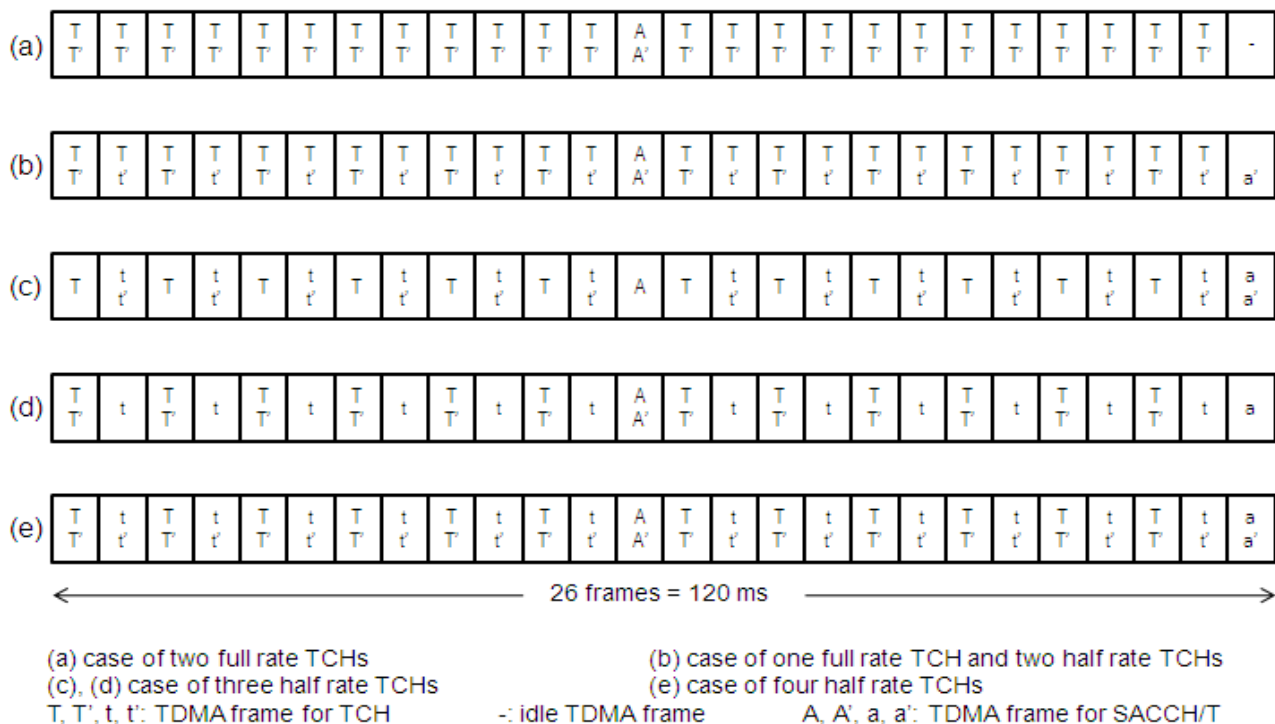 T T T T T T T T T T T T A T T T T T T T T T T T T
(a) -
T' T' T' T' T' T' T' T' T' T' T' T' A' T' T' T' T' T' T' T' T' T' T' T' T'
T T T T T T T T T T T T A T T T T T T T T T T T T
(b)
T' t' T' t' T' t' T' t' T' t' T' t' A' T' t' T' t' T' t' T' t' T' t' T' t' a'
(c) T t T t T t T t T t T t A T t T t T t T t T t T t a
t' t' t' t' t' t' t' t' t' t' t' t' a'
(d) T t T t T t T t T t T t A T t T t T t T t T t T t a
T' T' T' T' T' T' A' T' T' T' T' T' T'
(e) T t T t T t T t T t T t A T t T t T t T t T t T t a
T' t' T' t' T' t' T' t' T' t' T' t' A' T' t' T' t' T' t' T' t' T' t' T' t' a'
26 frames = 120 ms
(a) case of two full rate TCHs (b) case of one full rate TCH and two half rate TCHs
(c), (d) case of three half rate TCHs (e) case of four half rate TCHs
T, T', t, t': TDMA frame for TCH -: idle TDMA frame A, A', a, a': TDMA frame for SACCH/T